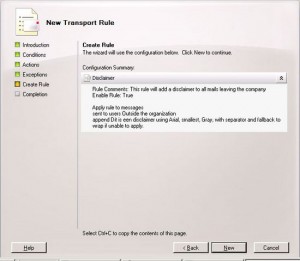 New Transport Rule
Introduction
Conditions
Actions
Exceptions
Create Rule
Completion
Create Rule
The wizard will use the configuration below. Click New to continue.
Configuration Summary:
Disclaimer
Rule Comments: This rule will add a disclaimer to all mails leaving the company
Enable Rule: True
Apply rule to messages
sent to users Outside the organization
append Dit is een disclaimer using Arial, smallest, Gray, with separator and fallback to
wrap if unable to apply.
Select Ctrl+C to copy the contents of this page.
Help
< Back
New
Cancel